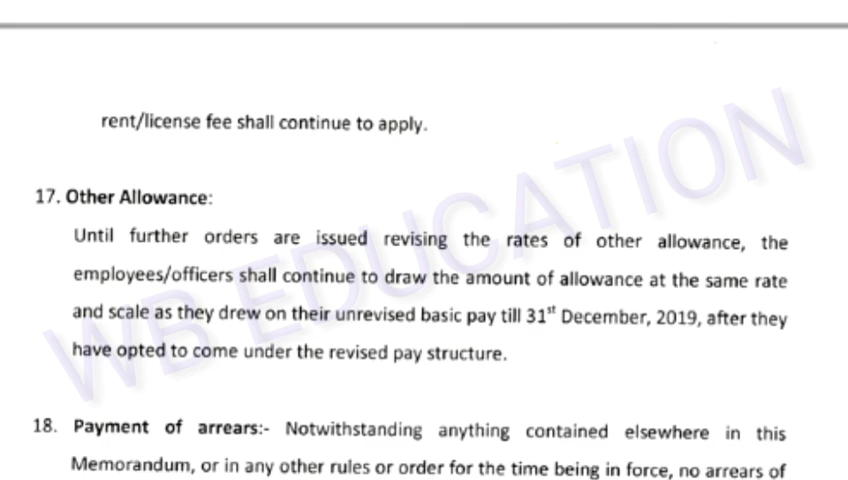 rent/license fee shall continue to apply.
17. Other Allowance:
Until further orders are issued revising the rates of other allowance, the
employees/officers shall continue to draw the amount of allowance at the same rate
and scale as they drew on their unrevised basic pay till 31st December, 2019, after they
have opted to come under the revised pay structure.
18. Payment of arrears:- Notwithstanding anything contained elsewhere in this
Memorandum, or in any other rules or order for the time being in force, no arrears of
WB EDUCATION